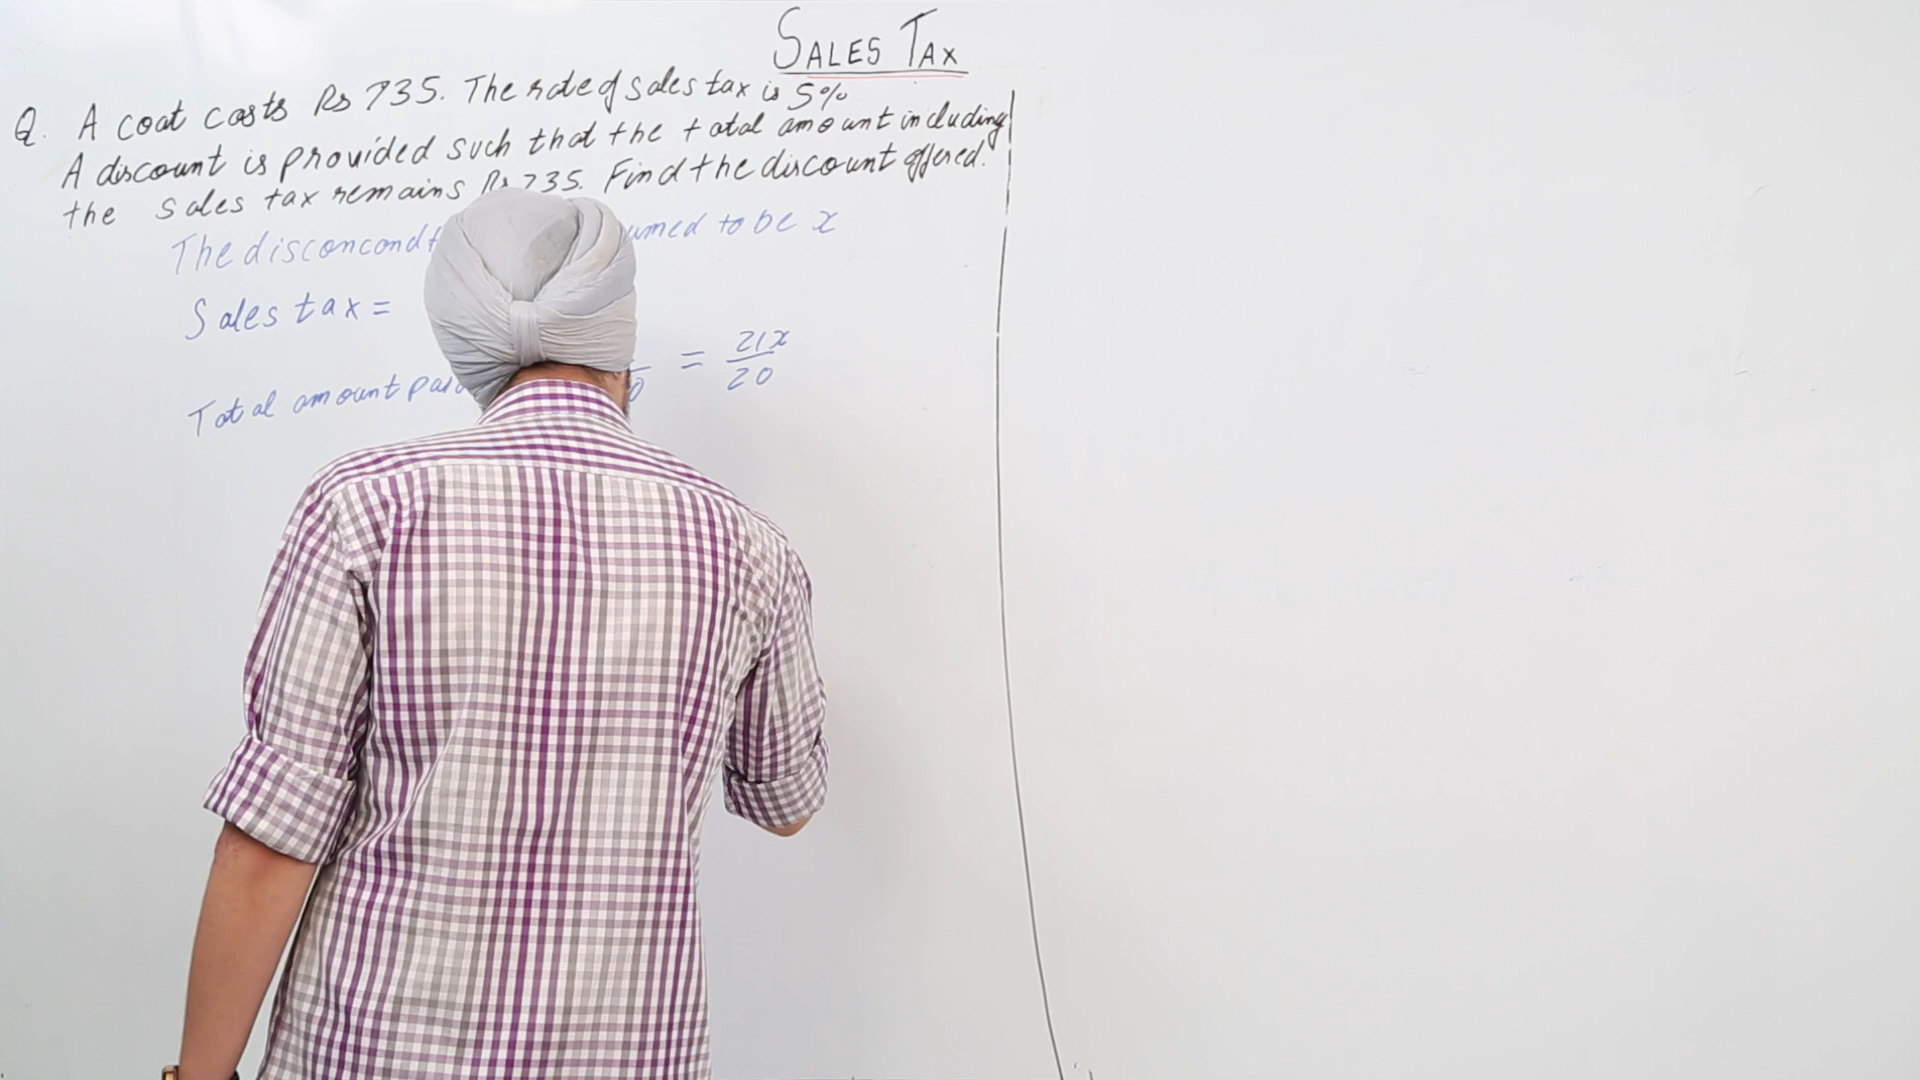 SALES TAX
Q. A coat costs Rs 735. The rate of sales tax is 5%
A discount is provided such that the total amount including
the sales tax remains Rs 735. Find the discount offered.
The disconcondt umed to be x
Sales tax =
Total amount paid = 21x/20